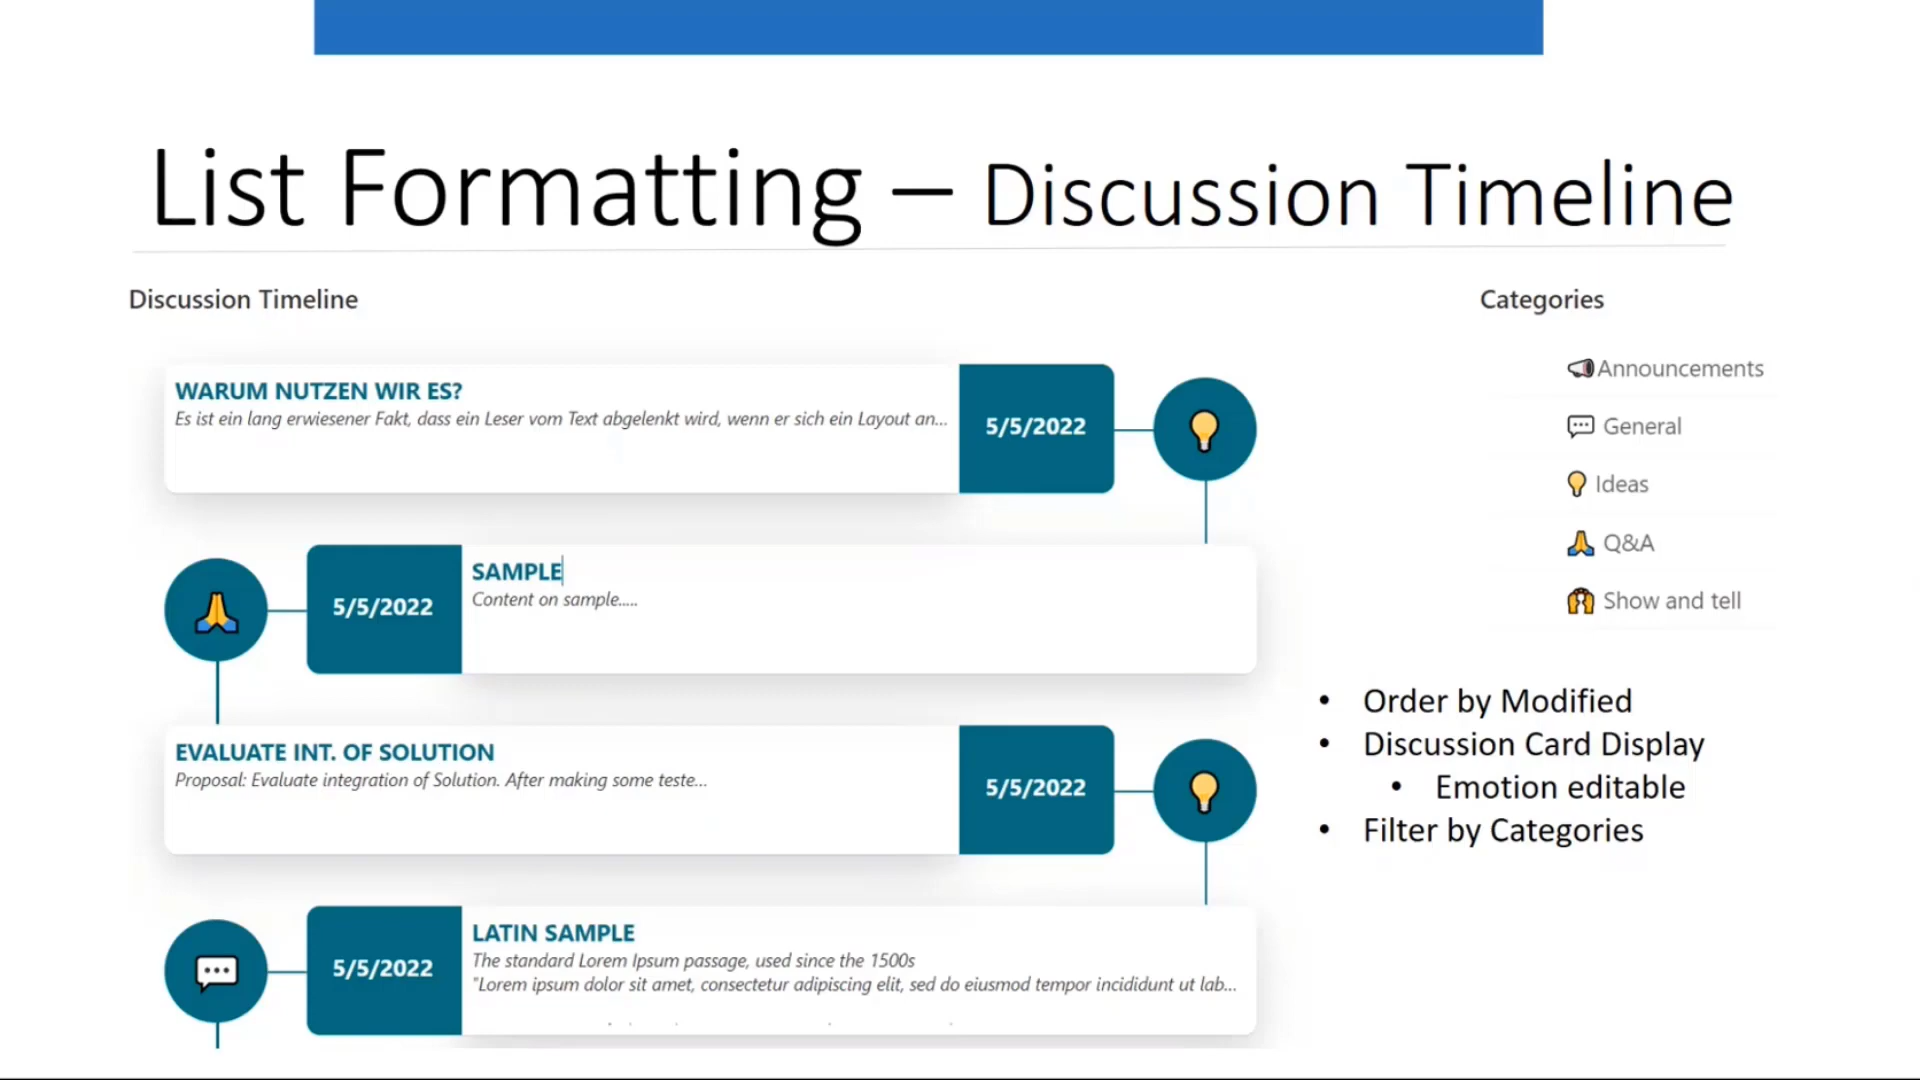 List Formatting – Discussion Timeline
Discussion Timeline
WARUM NUTZEN WIR ES?
Es ist ein lang erwiesener Fakt, dass ein Leser vom Text abgelenkt wird, wenn er sich ein Layout an...
5/5/2022
5/5/2022
SAMPLE
Content on sample.....
EVALUATE INT. OF SOLUTION
Proposal: Evaluate integration of Solution. After making some teste...
5/5/2022
5/5/2022
LATIN SAMPLE
The standard Lorem Ipsum passage, used since the 1500s
"Lorem ipsum dolor sit amet, consectetur adipiscing elit, sed do eiusmod tempor incididunt ut lab...
Categories
Announcements
General
Ideas
Q&A
Show and tell
• Order by Modified
• Discussion Card Display
• Emotion editable
• Filter by Categories